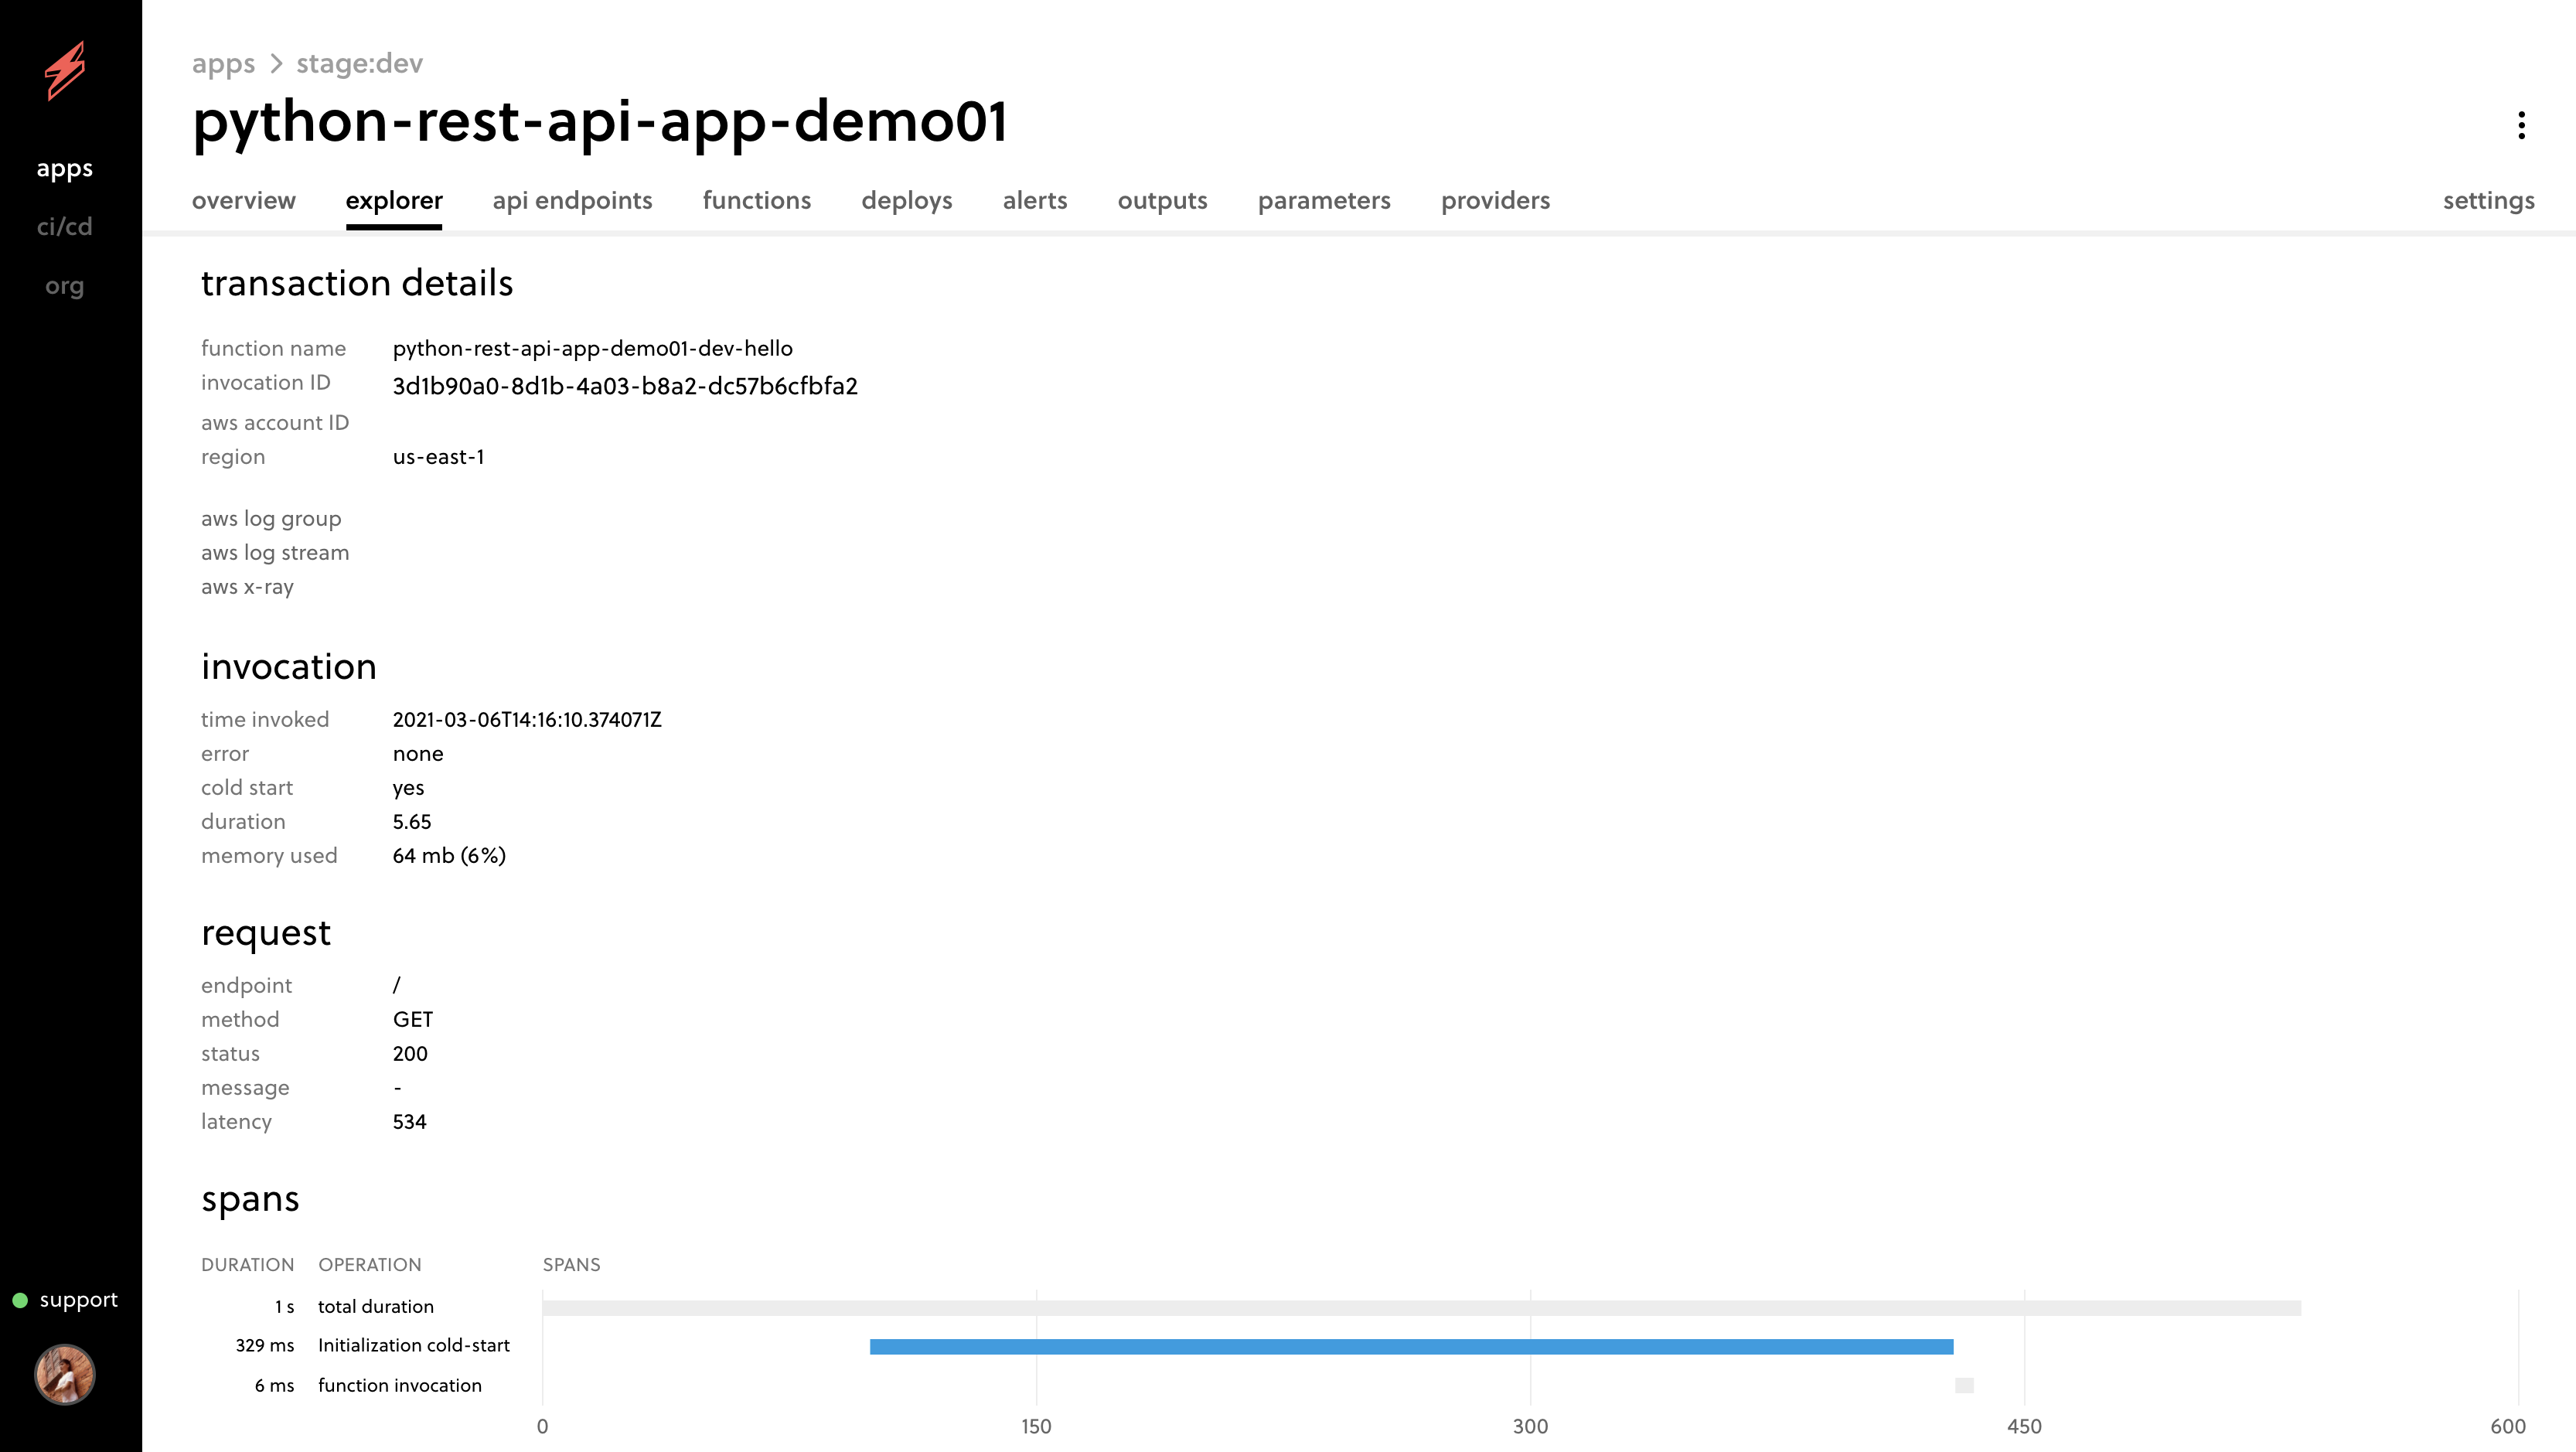 apps > stage:dev
python-rest-api-app-demo01
apps
ci/cd
org
overview explorer api endpoints functions deploys alerts outputs parameters providers settings
transaction details
function name python-rest-api-app-demo01-dev-hello
invocation ID 3d1b90a0-8d1b-4a03-b8a2-dc57b6cfbfa2
aws account ID
region us-east-1
aws log group
aws log stream
aws x-ray
invocation
time invoked 2021-03-06T14:16:10.374071Z
error none
cold start yes
duration 5.65
memory used 64 mb (6%)
request
endpoint /
method GET
status 200
message -
latency 534
spans
DURATION OPERATION SPANS
1 s total duration
329 ms Initialization cold-start
6 ms function invocation
0 150 300 450 600
support